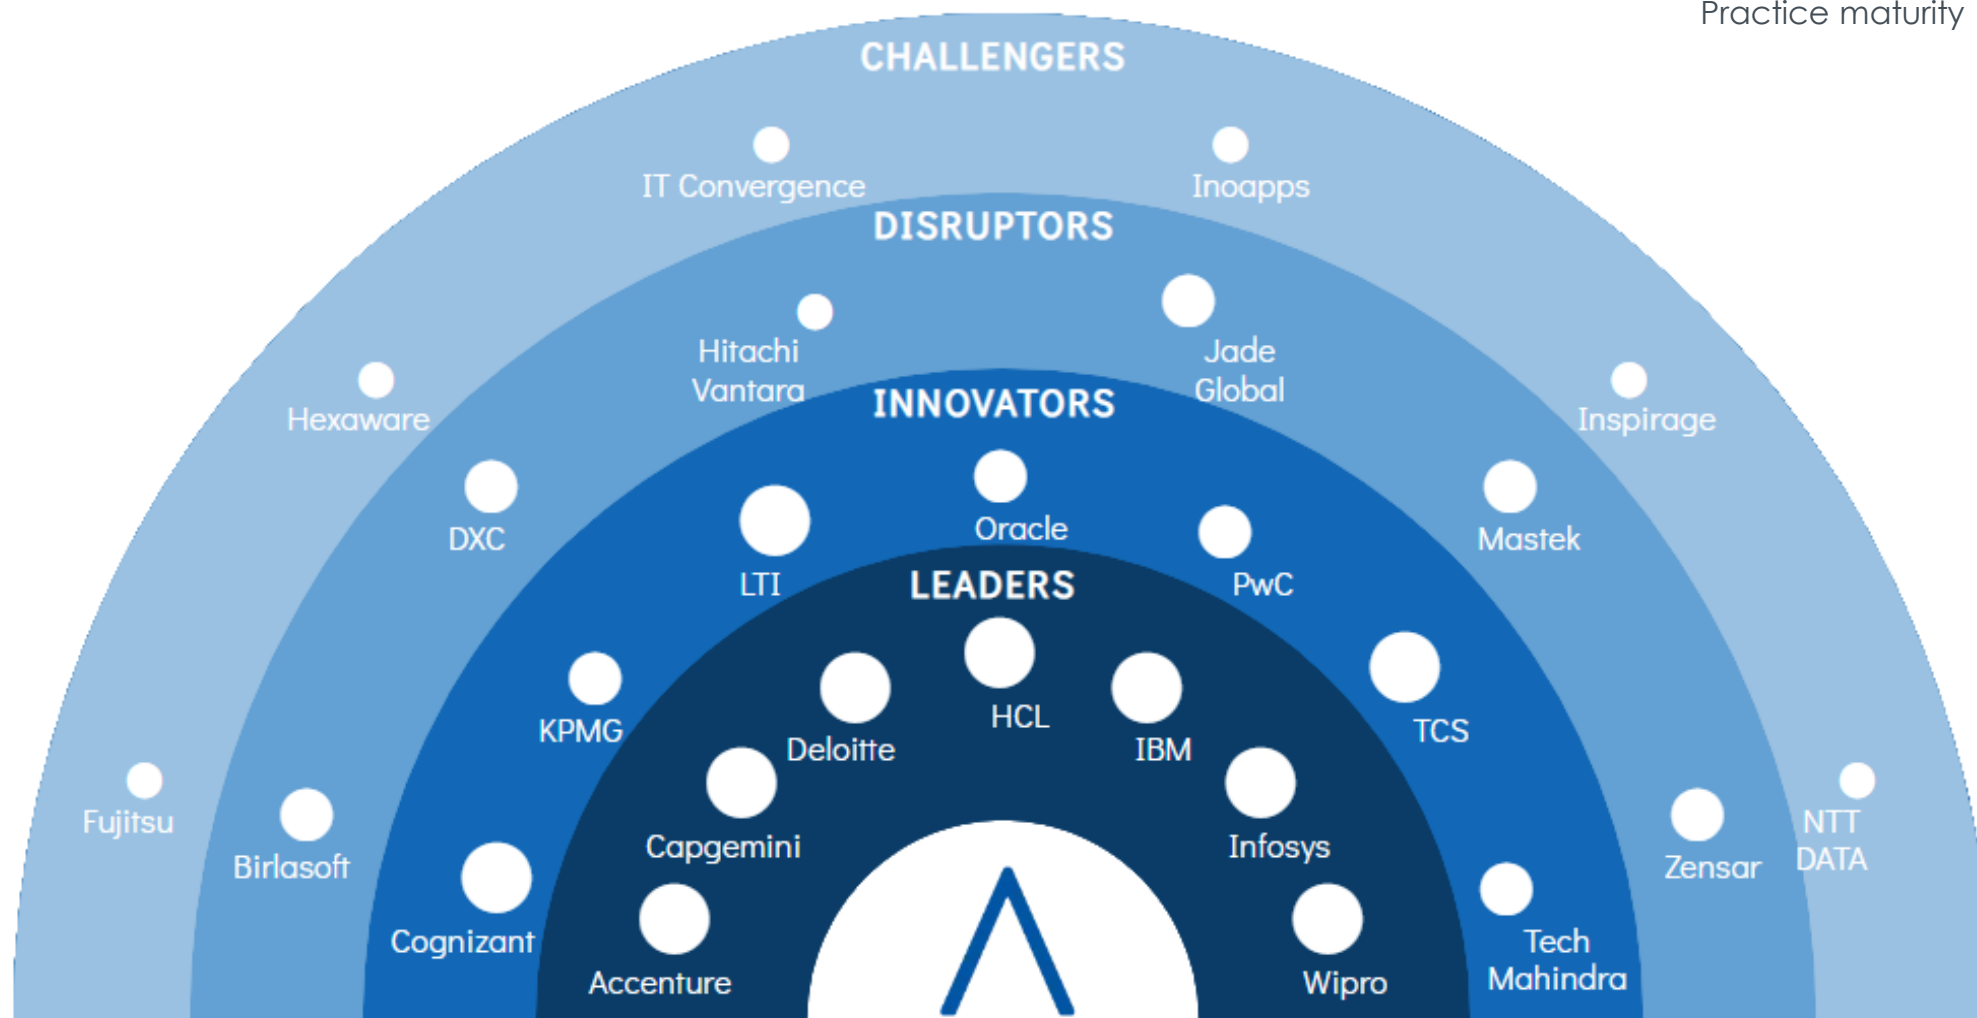 Practice maturity
CHALLENGERS
IT Convergence
Inoapps
DISRUPTORS
Hitachi
Vantara
Jade
Global
Hexaware
INNOVATORS
Inspirage
DXC
Oracle
Mastek
LTI
LEADERS
PwC
KPMG
HCL
TCS
Deloitte
IBM
Fujitsu
NTT
DATA
Capgemini
Infosys
Birlasoft
Zensar
Cognizant
Tech
Mahindra
Accenture
Wipro